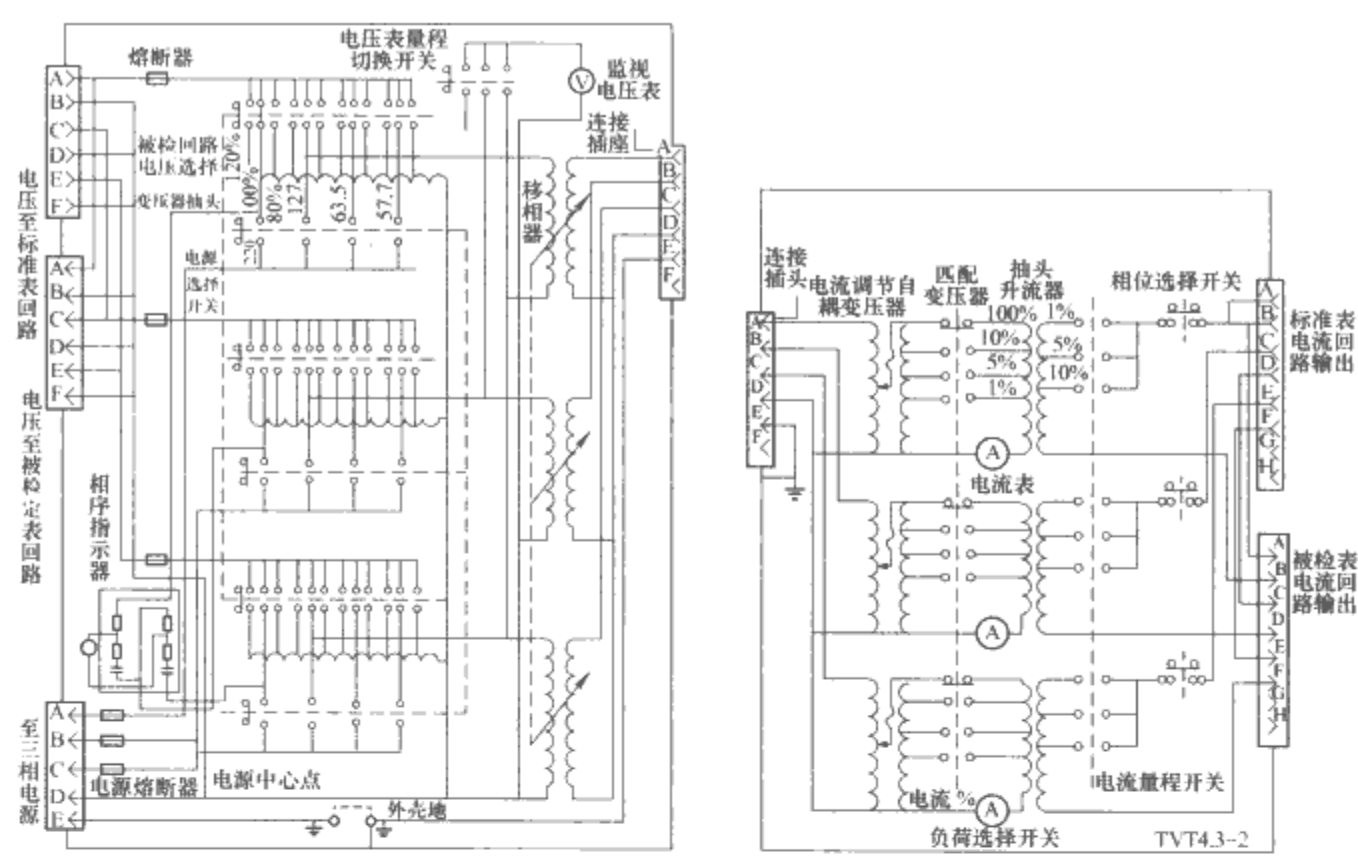 电压表量程
切换开关
熔断器
监视
电压表
连接
插座
被检回路
电压选择
变压器抽头
120%
100%
80%
127
63.5
57.7
220
电源
选择
开关
移相器
A
B
C
D
E
F
A
B
C
D
E
F
A
B
C
D
E
F
V
电压至标准表回路
电压至被检定表回路
相序指示器
至三相电源
A
B
C
D
E
电源熔断器
电源中心点
外壳地
连接
插头
电流调节自
耦变压器
匹配
变压器
抽头
升流器
相位选择开关
100%
10%
5%
1%
1%
5%
10%
A
B
C
D
E
F
A
B
C
D
E
F
G
H
标准表
电流回
路输出
A
电流表
A
A
B
C
D
E
F
G
H
被检表
电流回
路输出
电流量程开关
电流 %
A
负荷选择开关
TVT4.3-2